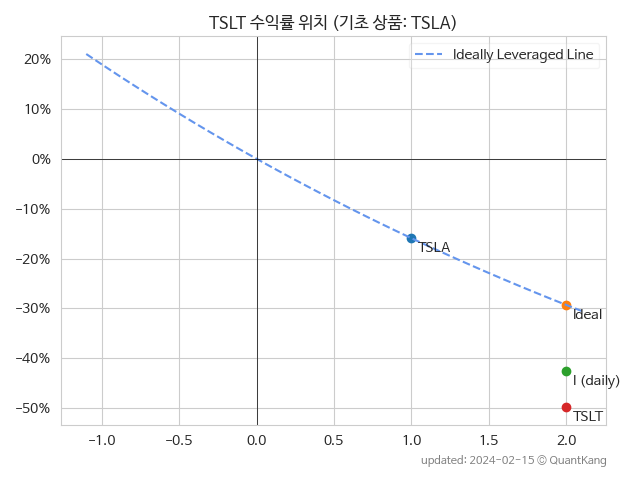 TSLT 수익률 위치 (기초 상품: TSLA)
Ideally Leveraged Line
20%
10%
0%
−10%
−20%
−30%
−40%
−50%
TSLA
Ideal
I (daily)
TSLT
−1.0 −0.5 0.0 0.5 1.0 1.5 2.0
updated: 2024-02-15 © QuantKang